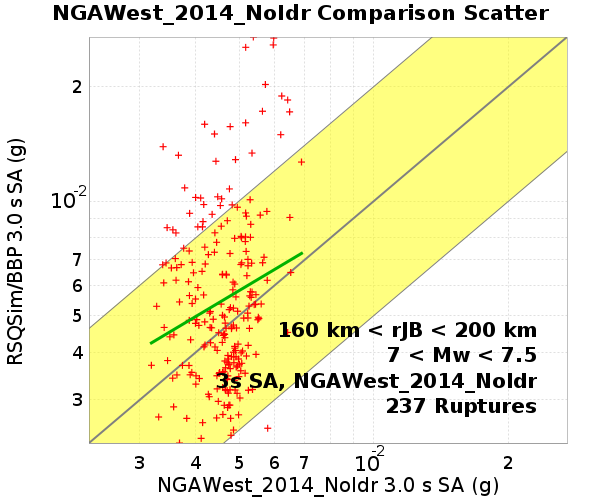 NGAWest_2014_NoIdr Comparison Scatter
RSQSim/BBP 3.0 s SA (g)
2
10-2
7
6
5
4
3
160 km < rJB < 200 km
7 < Mw < 7.5
3s SA, NGAWest_2014_NoIdr
237 Ruptures
3 4 5 6 7 10-2 2
NGAWest_2014_NoIdr 3.0 s SA (g)